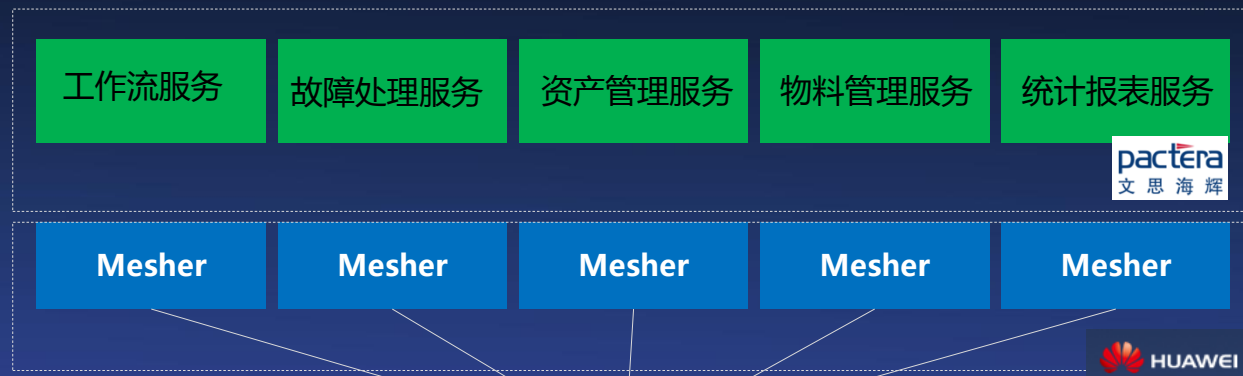 工作流服务
故障处理服务
资产管理服务
物料管理服务
统计报表服务
pactera
文思海辉
Mesher
Mesher
Mesher
Mesher
Mesher
HUAWEI